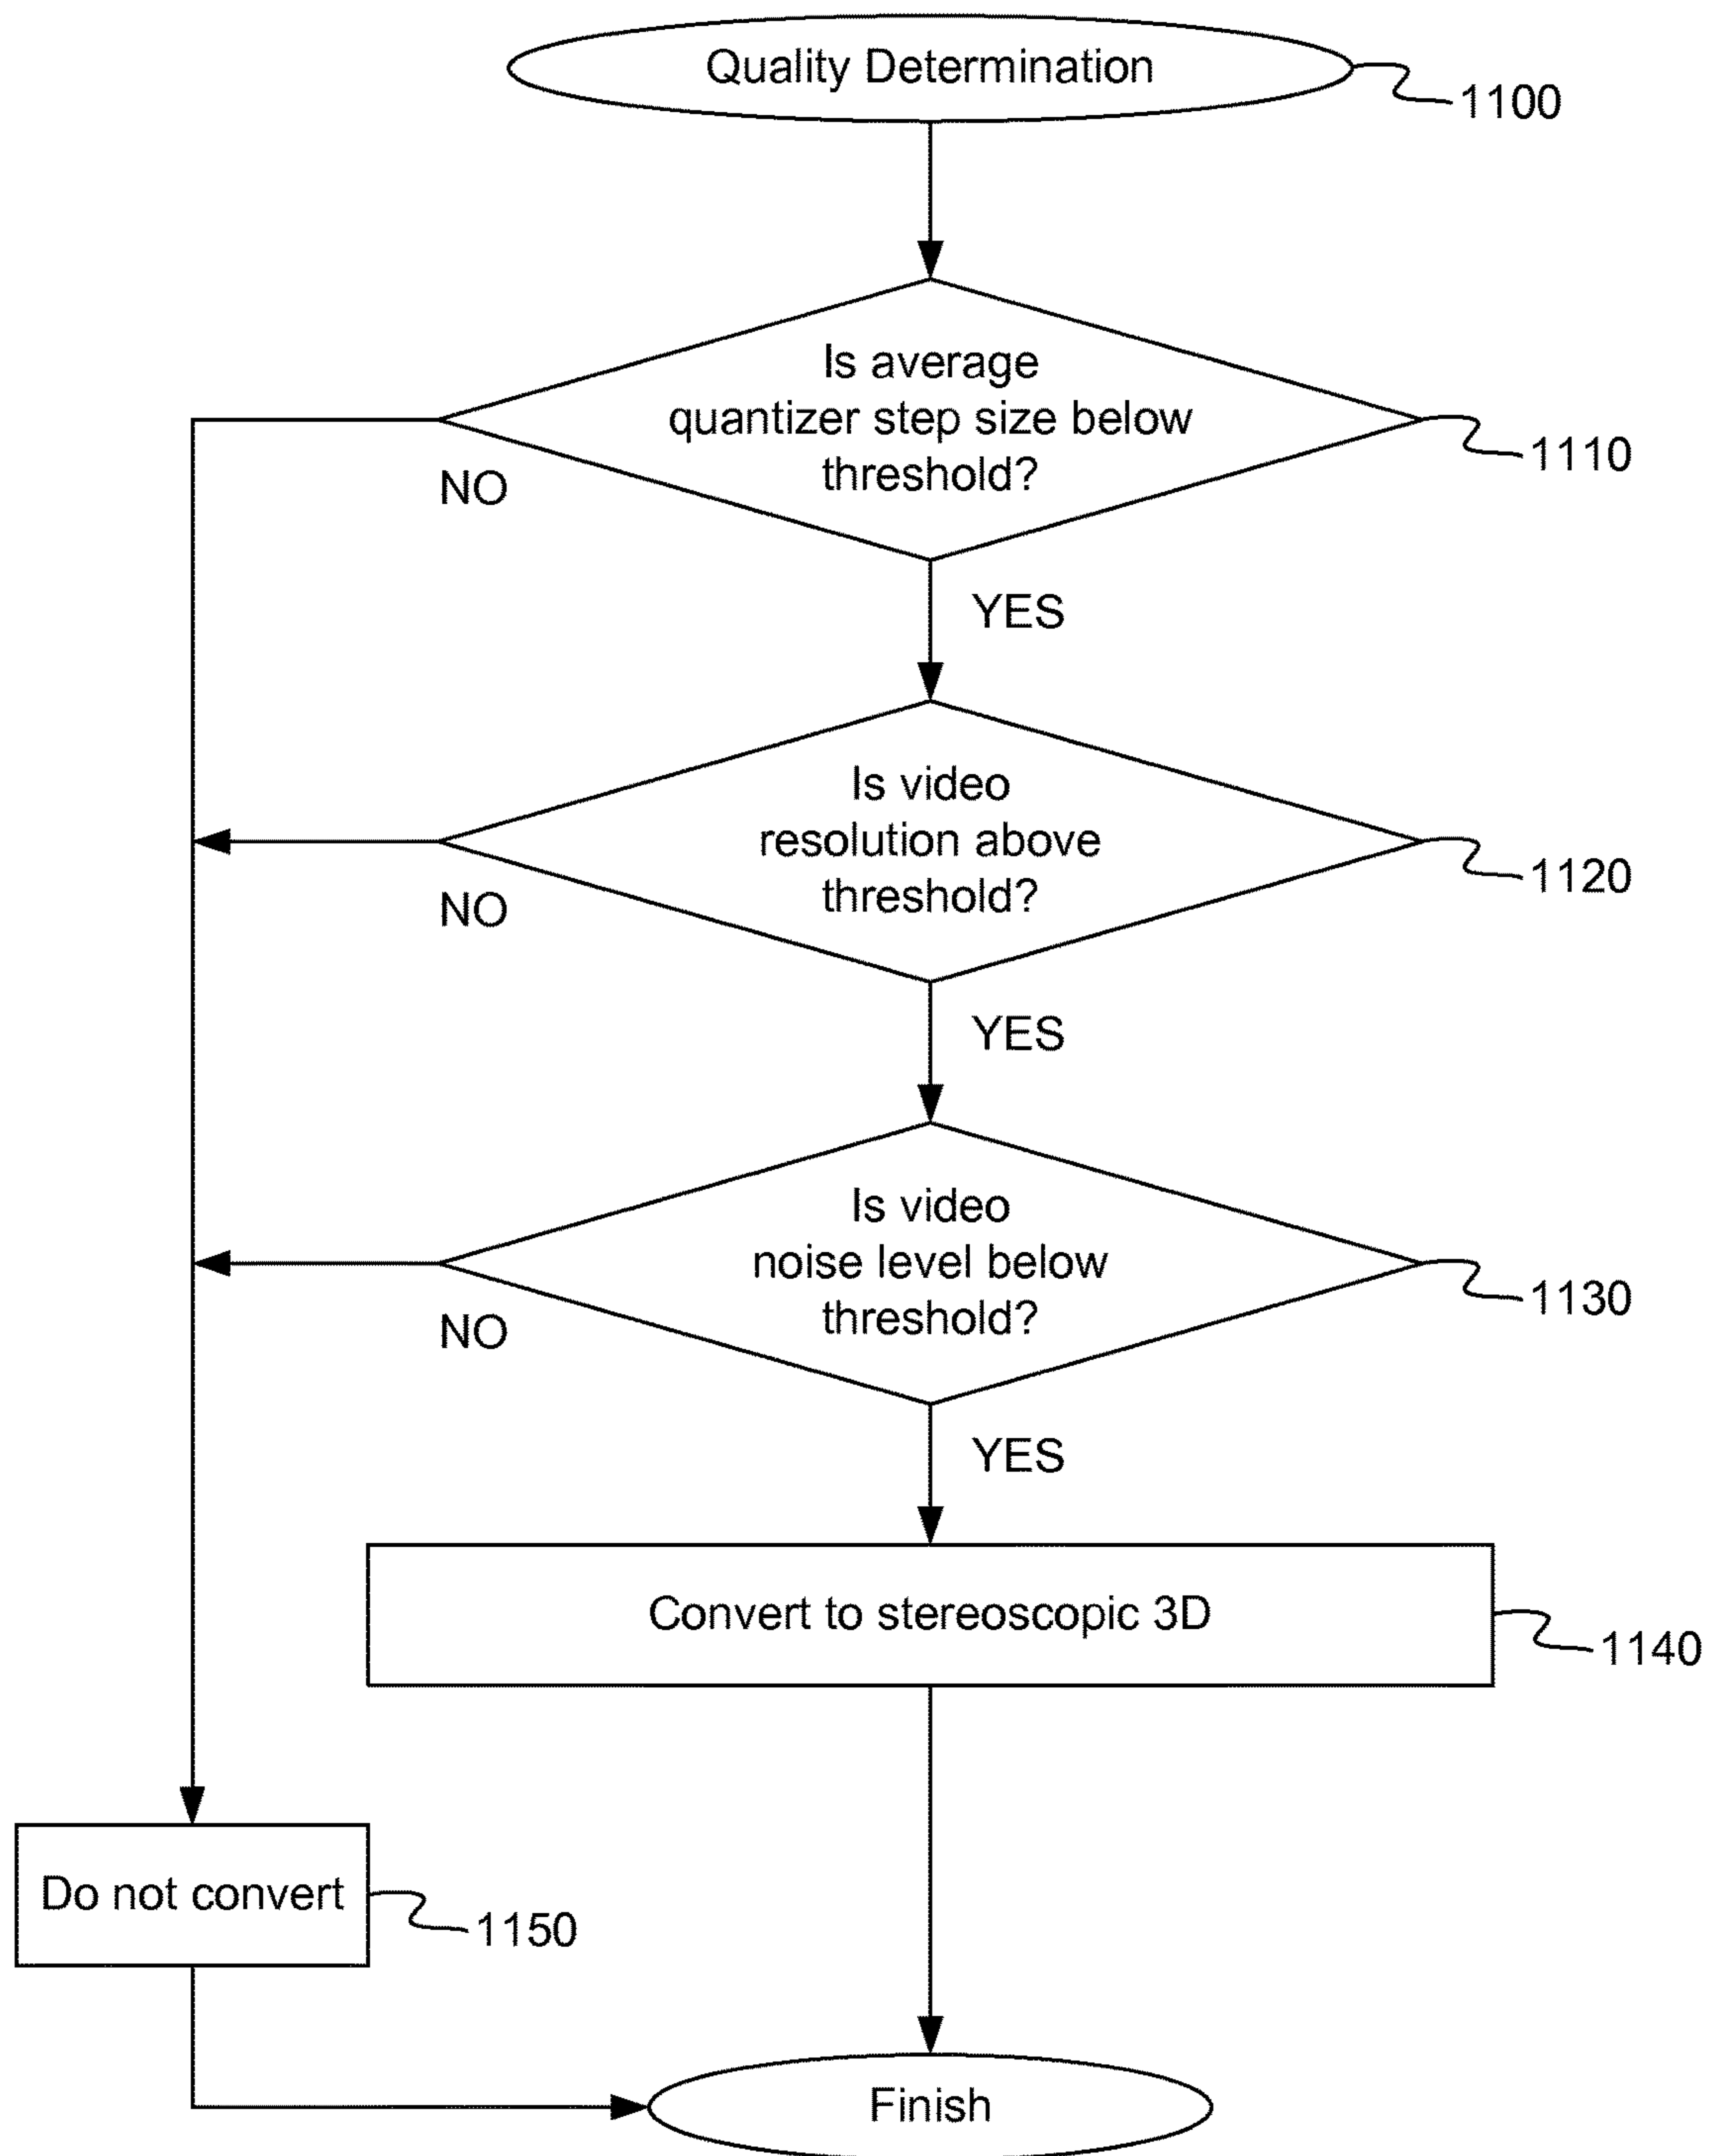 Quality Determination
1100
Is average
quantizer step size below
threshold?
1110
NO
YES
Is video
resolution above
threshold?
1120
NO
YES
Is video
noise level below
threshold?
1130
NO
YES
Convert to stereoscopic 3D
1140
Do not convert
1150
Finish